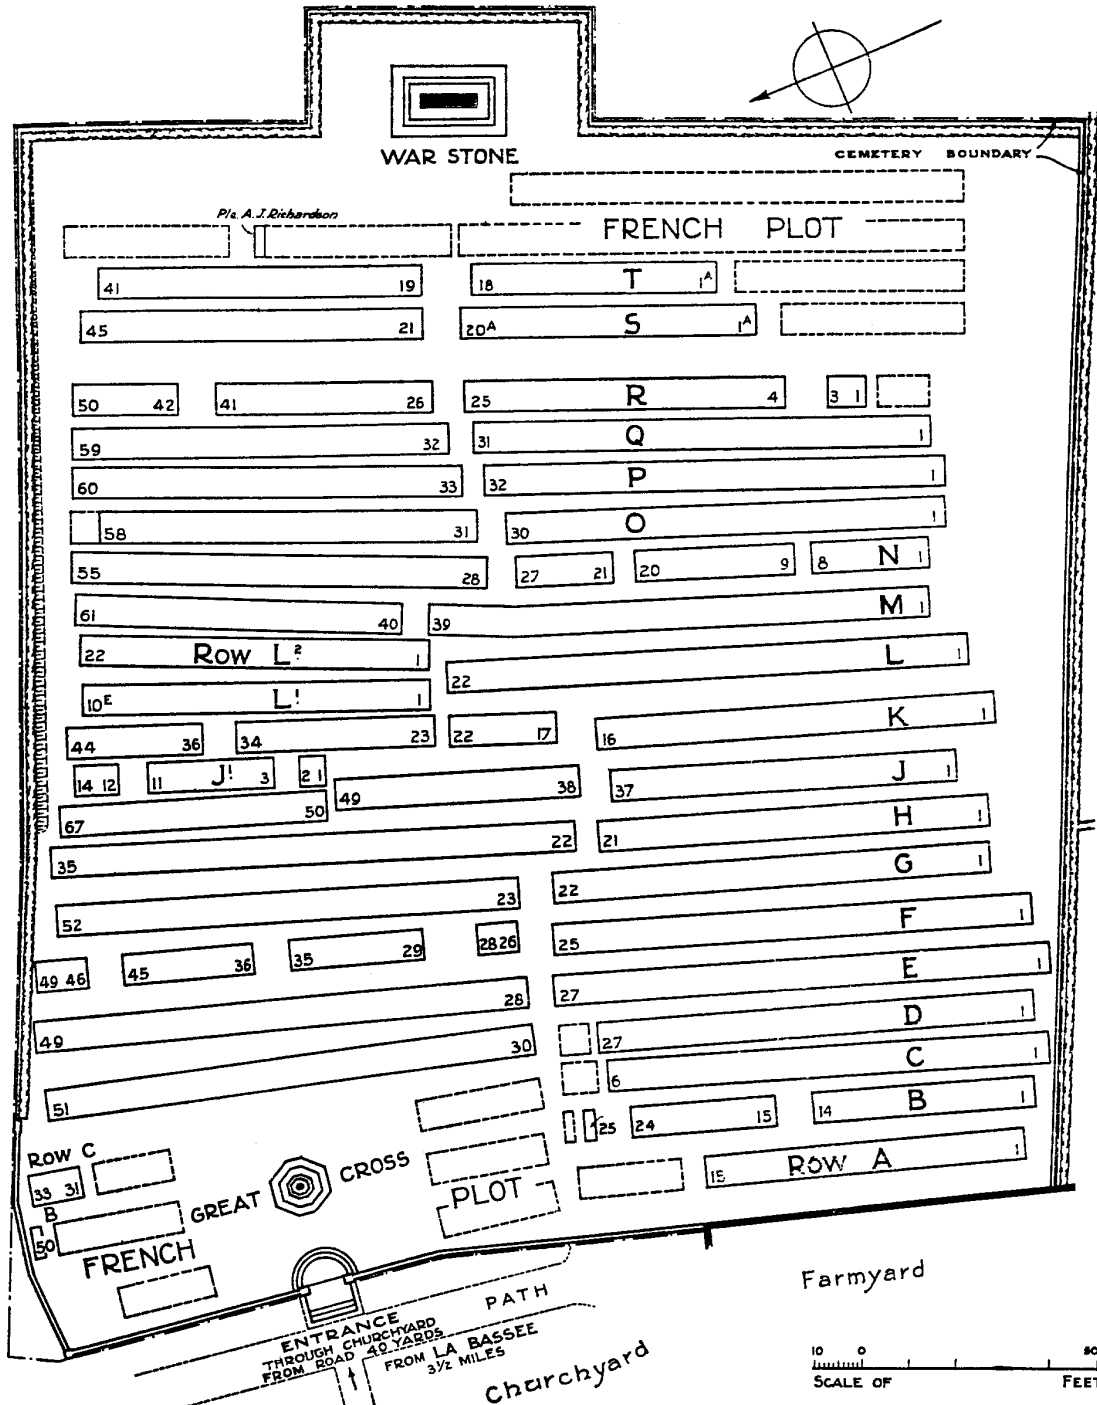 WAR STONE
CEMETERY BOUNDARY
Pte. A. J. Richardson
FRENCH PLOT
41 19 18 T 1A
45 21 20A S 1A
50 42 41 26 25 R 4 3 1
59 32 31 Q 1
60 33 32 P 1
58 31 30 O 1
55 28 27 21 20 9 8 N 1
61 40 39 M 1
22 ROW L2 1
22 L 1
10E L1 1
44 36 34 23 22 17 16 K 1
14 12 11 J1 3 2 1
67 50 49 38 37 J 1
35 22 21 H 1
52 23 22 G 1
49 46 45 36 35 29 28 26 25 F 1
49 28 27 E 1
51 30 27 D 1
6 C 1
25 24 15 14 B 1
15 ROW A 1
ROW C
33 31
B
50
GREAT CROSS
FRENCH PLOT
ENTRANCE
THROUGH CHURCHYARD
FROM ROAD 40 YARDS
PATH
FROM LA BASSEE
3½ MILES
Churchyard
Farmyard
10 0 50
SCALE OF FEET